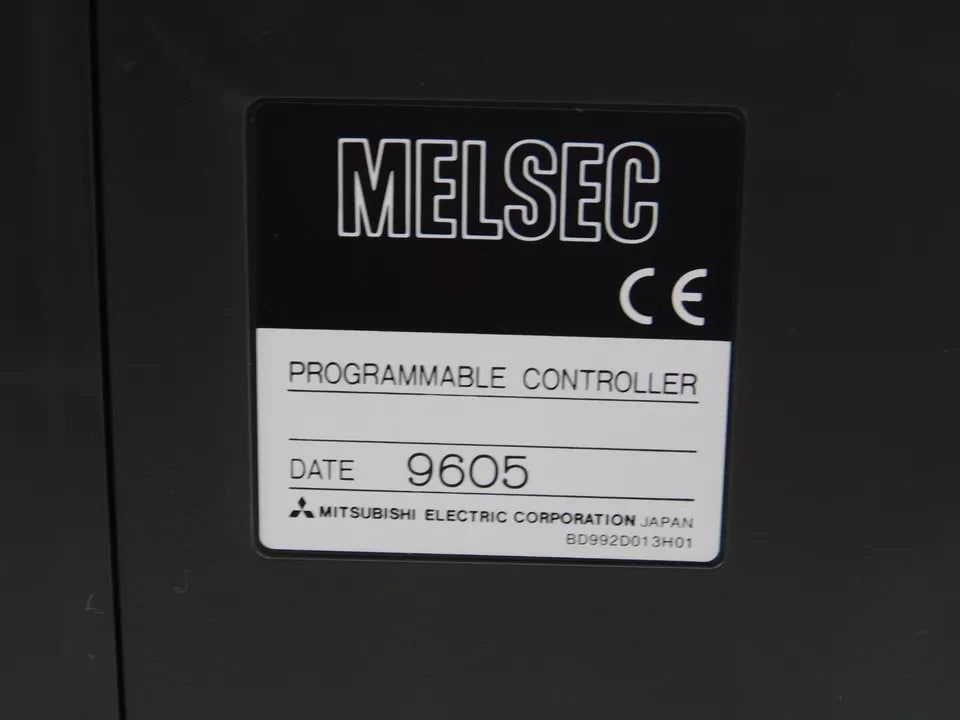 MELSEC
CE
PROGRAMMABLE CONTROLLER
DATE 9605
MITSUBISHI ELECTRIC CORPORATION JAPAN
BD992D013H01